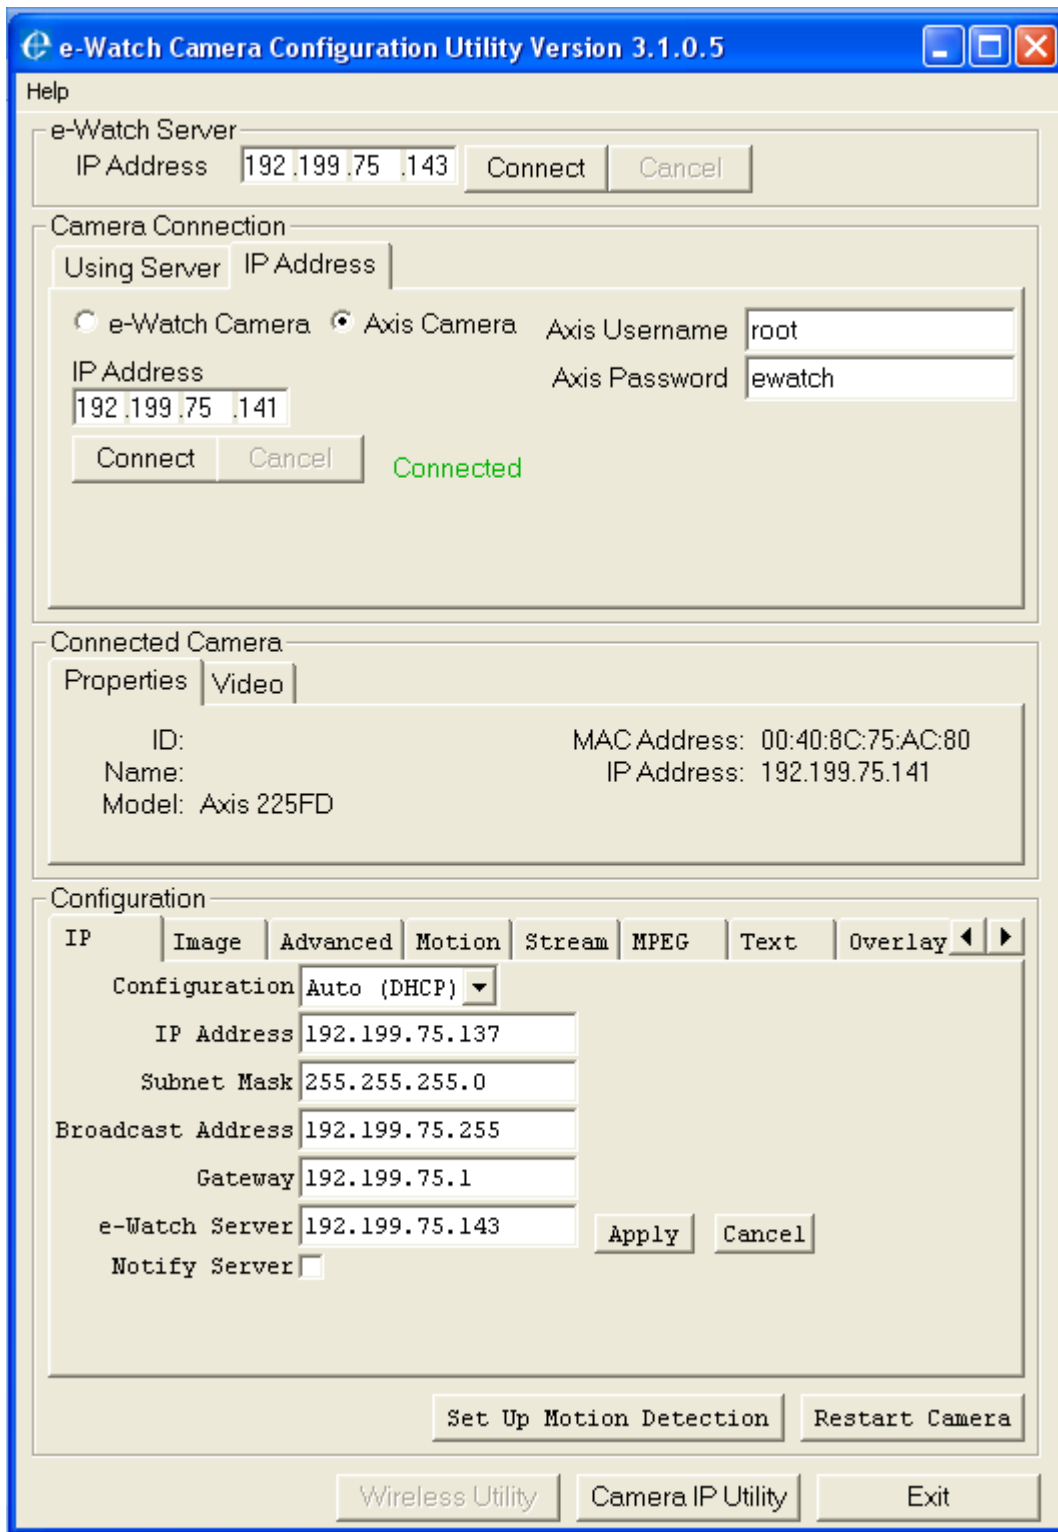 e-Watch Camera Configuration Utility Version 3.1.0.5
Help
e-Watch Server
IP Address 192.199.75.143 Connect Cancel
Camera Connection
Using Server IP Address
e-Watch Camera Axis Camera Axis Username root
IP Address Axis Password ewatch
192.199.75.141
Connect Cancel Connected
Connected Camera
Properties Video
ID: MAC Address: 00:40:8C:75:AC:80
Name: IP Address: 192.199.75.141
Model: Axis 225FD
Configuration
IP Image Advanced Motion Stream MPEG Text Overlay
Configuration Auto (DHCP)
IP Address 192.199.75.137
Subnet Mask 255.255.255.0
Broadcast Address 192.199.75.255
Gateway 192.199.75.1
e-Watch Server 192.199.75.143 Apply Cancel
Notify Server
Set Up Motion Detection Restart Camera
Wireless Utility Camera IP Utility Exit